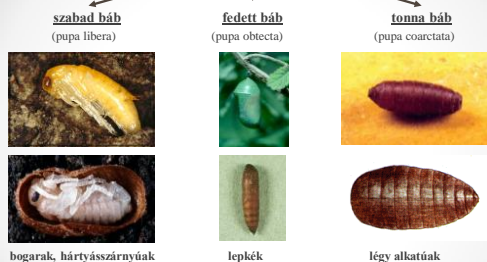 szabad báb
(pupa libera)
fedett báb
(pupa obtecta)
tonna báb
(pupa coarctata)
bogarak, hártyásszárnyúak
lepkék
légy alkatúak